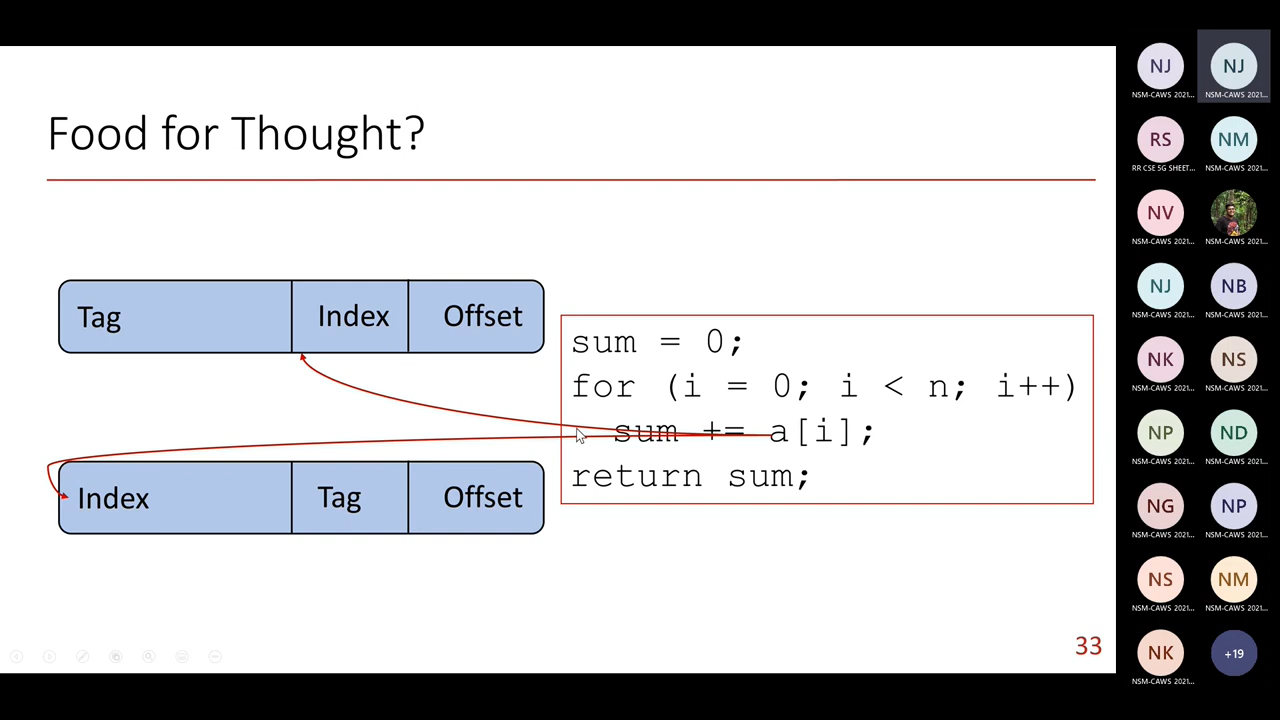 Food for Thought?
Tag Index Offset
sum = 0;
for (i = 0; i < n; i++)
sum += a[i];
return sum;
Index Tag Offset
33
NJ NJ
NSM-CAWS 2021... NSM-CAWS 2021...
RS NM
RR CSE 5G SHEET... NSM-CAWS 2021...
NV
NSM-CAWS 2021... NSM-CAWS 2021...
NJ NB
NSM-CAWS 2021... NSM-CAWS 2021...
NK NS
NSM-CAWS 2021... NSM-CAWS 2021...
NP ND
NSM-CAWS 2021... NSM-CAWS 2021...
NG NP
NSM-CAWS 2021... NSM-CAWS 2021...
NS NM
NSM-CAWS 2021... NSM-CAWS 2021...
NK +19
NSM-CAWS 2021...